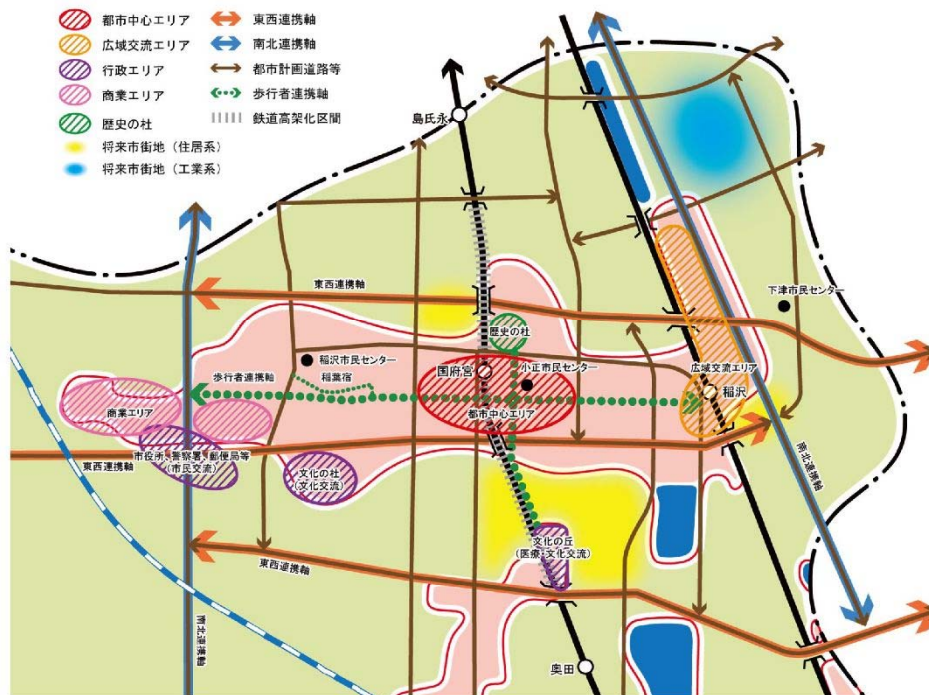 都市中心エリア
東西連携軸
広域交流エリア
南北連携軸
行政エリア
都市計画道路等
商業エリア
歩行者連携軸
歴史の杜
鉄道高架化区間
将来市街地（住居系）
将来市街地（工業系）
島氏永
東西連携軸
下津市民センター
歴史の杜
稲沢市民センター
国府宮
小正市民センター
広域交流エリア
稲沢
歩行者連携軸
稲葉宿
商業エリア
都市中心エリア
市役所、警察署、郵便局等
（市民交流）
東西連携軸
文化の杜
（文化交流）
南北連携軸
文化の丘
（医療・文化交流）
東西連携軸
南北連携軸
奥田